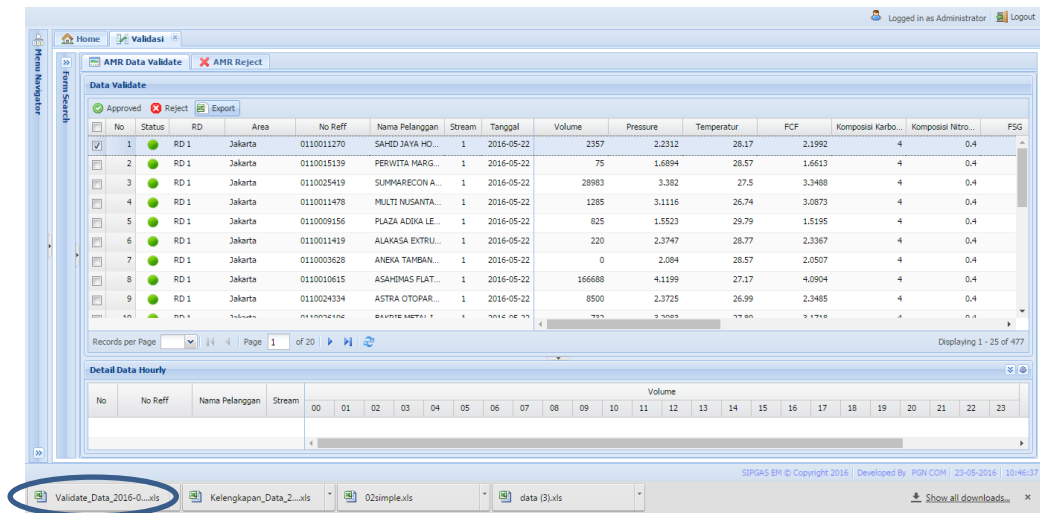 Logged in as Administrator Logout
Home Validasi
Menu Navigator
Form Search
AMR Data Validate AMR Reject
Data Validate
Approved Reject Export
No Status RD Area No Reff Nama Pelanggan Stream Tanggal Volume Pressure Temperatur FCF Komposisi Karbo... Komposisi Nitro... FSG
1 RD 1 Jakarta 0110011270 SAHID JAYA HO... 1 2016-05-22 2357 2.2312 28.17 2.1992 4 0.4
2 RD 1 Jakarta 0110015139 PERWITA MARG... 1 2016-05-22 75 1.6894 28.57 1.6613 4 0.4
3 RD 1 Jakarta 0110025419 SUMMARECON A... 1 2016-05-22 28983 3.382 27.5 3.3488 4 0.4
4 RD 1 Jakarta 0110011478 MULTI NUSANTA... 1 2016-05-22 1285 3.1116 26.74 3.0873 4 0.4
5 RD 1 Jakarta 0110009156 PLAZA ADIKA LE... 1 2016-05-22 825 1.5523 29.79 1.5195 4 0.4
6 RD 1 Jakarta 0110011419 ALAKASA EXTRU... 1 2016-05-22 220 2.3747 28.77 2.3367 4 0.4
7 RD 1 Jakarta 0110003628 ANEKA TAMBAN... 1 2016-05-22 0 2.084 28.57 2.0507 4 0.4
8 RD 1 Jakarta 0110010615 ASAHIMAS FLAT... 1 2016-05-22 166688 4.1199 27.17 4.0904 4 0.4
9 RD 1 Jakarta 0110024334 ASTRA OTOPAR... 1 2016-05-22 8500 2.3725 26.99 2.3485 4 0.4
10 RD 1 Jakarta 1 2016-05-22 4 0.4
Records per Page Page 1 of 20 Displaying 1 - 25 of 477
Detail Data Hourly
No No Reff Nama Pelanggan Stream Volume
00 01 02 03 04 05 06 07 08 09 10 11 12 13 14 15 16 17 18 19 20 21 22 23
SIPGAS EM © Copyright 2016 Developed By PGN COM 23-05-2016 10:46:37
Validate_Data_2016-0....xls Kelengkapan_Data_2....xls 02simple.xls data (3).xls Show all downloads...